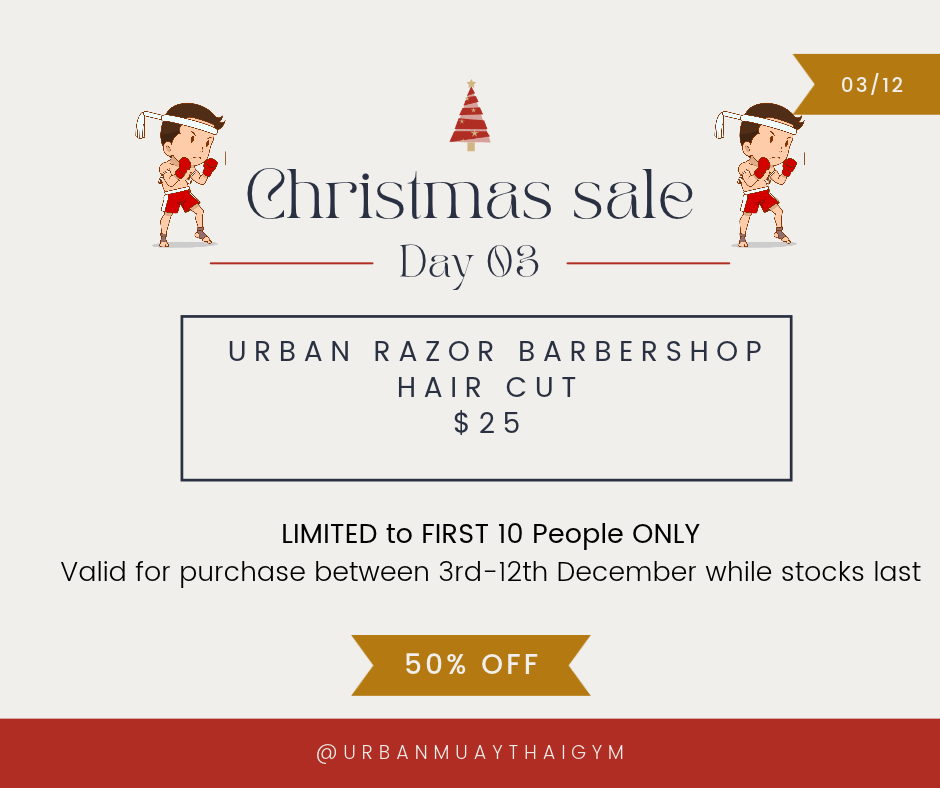 03/12
Christmas sale
Day 03
URBAN RAZOR BARBERSHOP
HAIR CUT
$25
LIMITED to FIRST 10 People ONLY
Valid for purchase between 3rd-12th December while stocks last
50% OFF
@URBANMUAYTHAIGYM